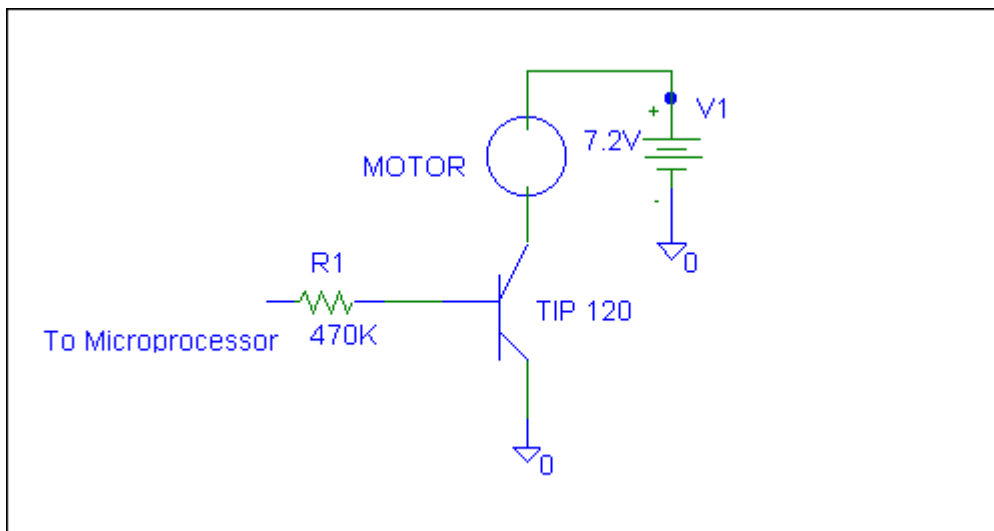 +
V1
7.2V
MOTOR
-
0
R1
TIP 120
470K
To Microprocessor
0